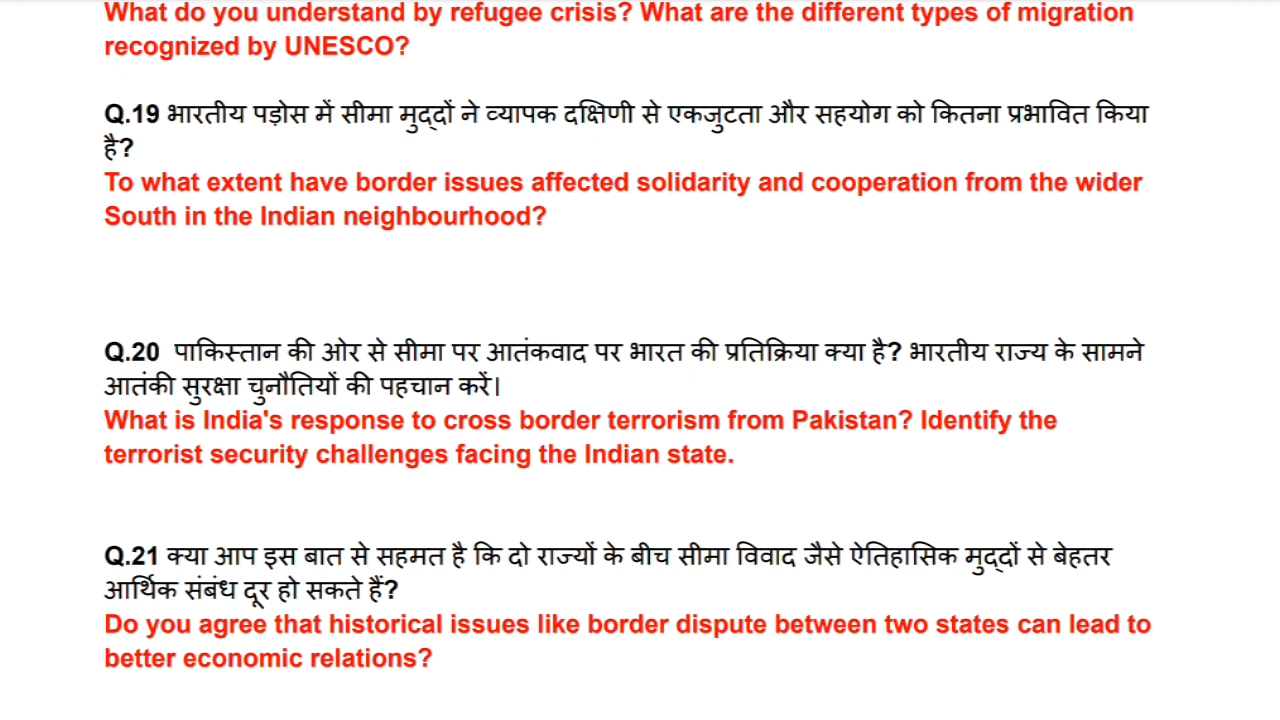 What do you understand by refugee crisis? What are the different types of migration
recognized by UNESCO?
Q.19 भारतीय पड़ोस में सीमा मुद्दों ने व्यापक दक्षिणी से एकजुटता और सहयोग को कितना प्रभावित किया
है?
To what extent have border issues affected solidarity and cooperation from the wider
South in the Indian neighbourhood?
Q.20 पाकिस्तान की ओर से सीमा पर आतंकवाद पर भारत की प्रतिक्रिया क्या है? भारतीय राज्य के सामने
आतंकी सुरक्षा चुनौतियों की पहचान करें।
What is India's response to cross border terrorism from Pakistan? Identify the
terrorist security challenges facing the Indian state.
Q.21 क्या आप इस बात से सहमत है कि दो राज्यों के बीच सीमा विवाद जैसे ऐतिहासिक मुद्दों से बेहतर
आर्थिक संबंध दूर हो सकते हैं?
Do you agree that historical issues like border dispute between two states can lead to
better economic relations?